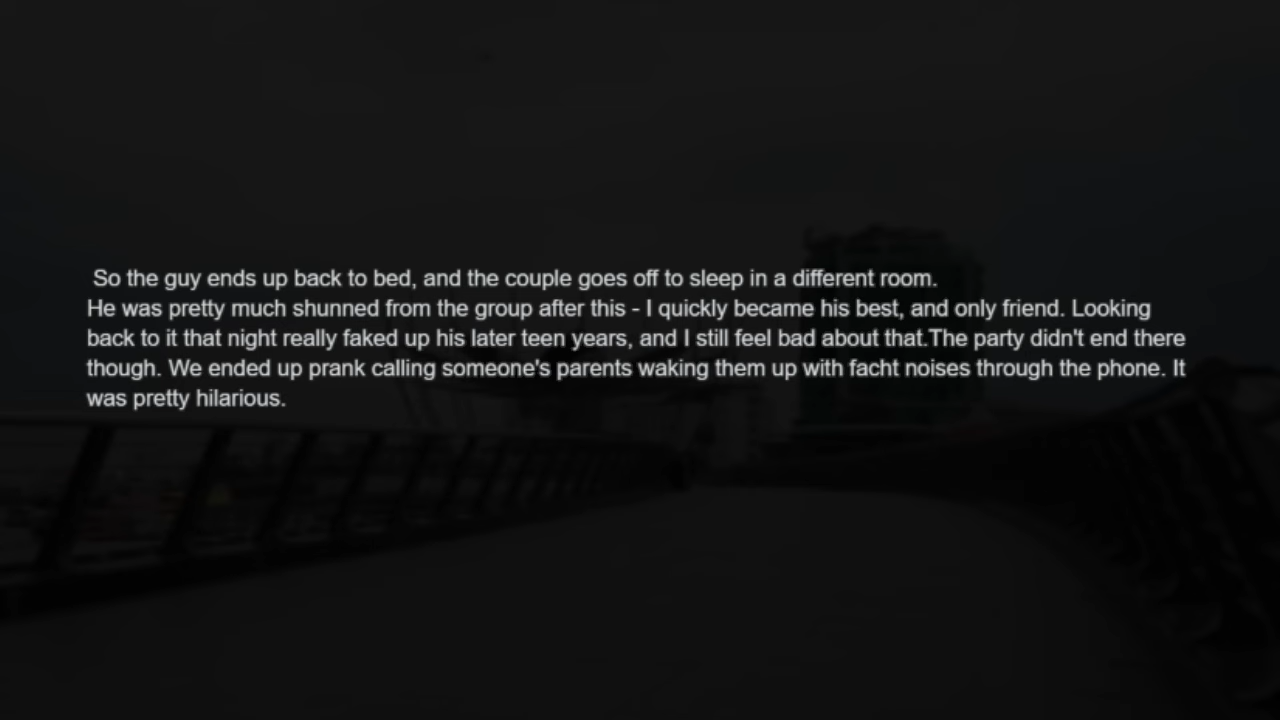 So the guy ends up back to bed, and the couple goes off to sleep in a different room.
He was pretty much shunned from the group after this - I quickly became his best, and only friend. Looking
back to it that night really faked up his later teen years, and I still feel bad about that.The party didn't end there
though. We ended up prank calling someone's parents waking them up with facht noises through the phone. It
was pretty hilarious.